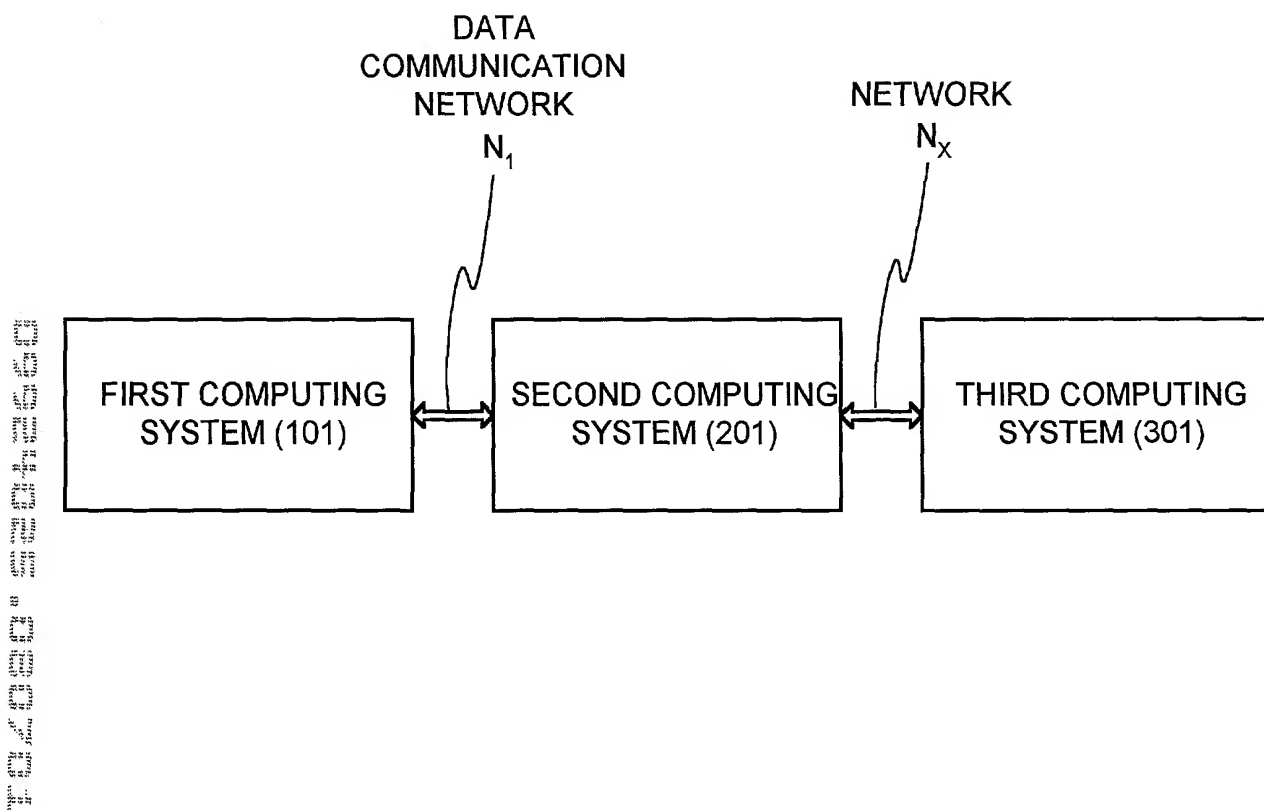 DATA
COMMUNICATION
NETWORK
N₁
NETWORK
Nₓ
FIRST COMPUTING
SYSTEM (101)
SECOND COMPUTING
SYSTEM (201)
THIRD COMPUTING
SYSTEM (301)